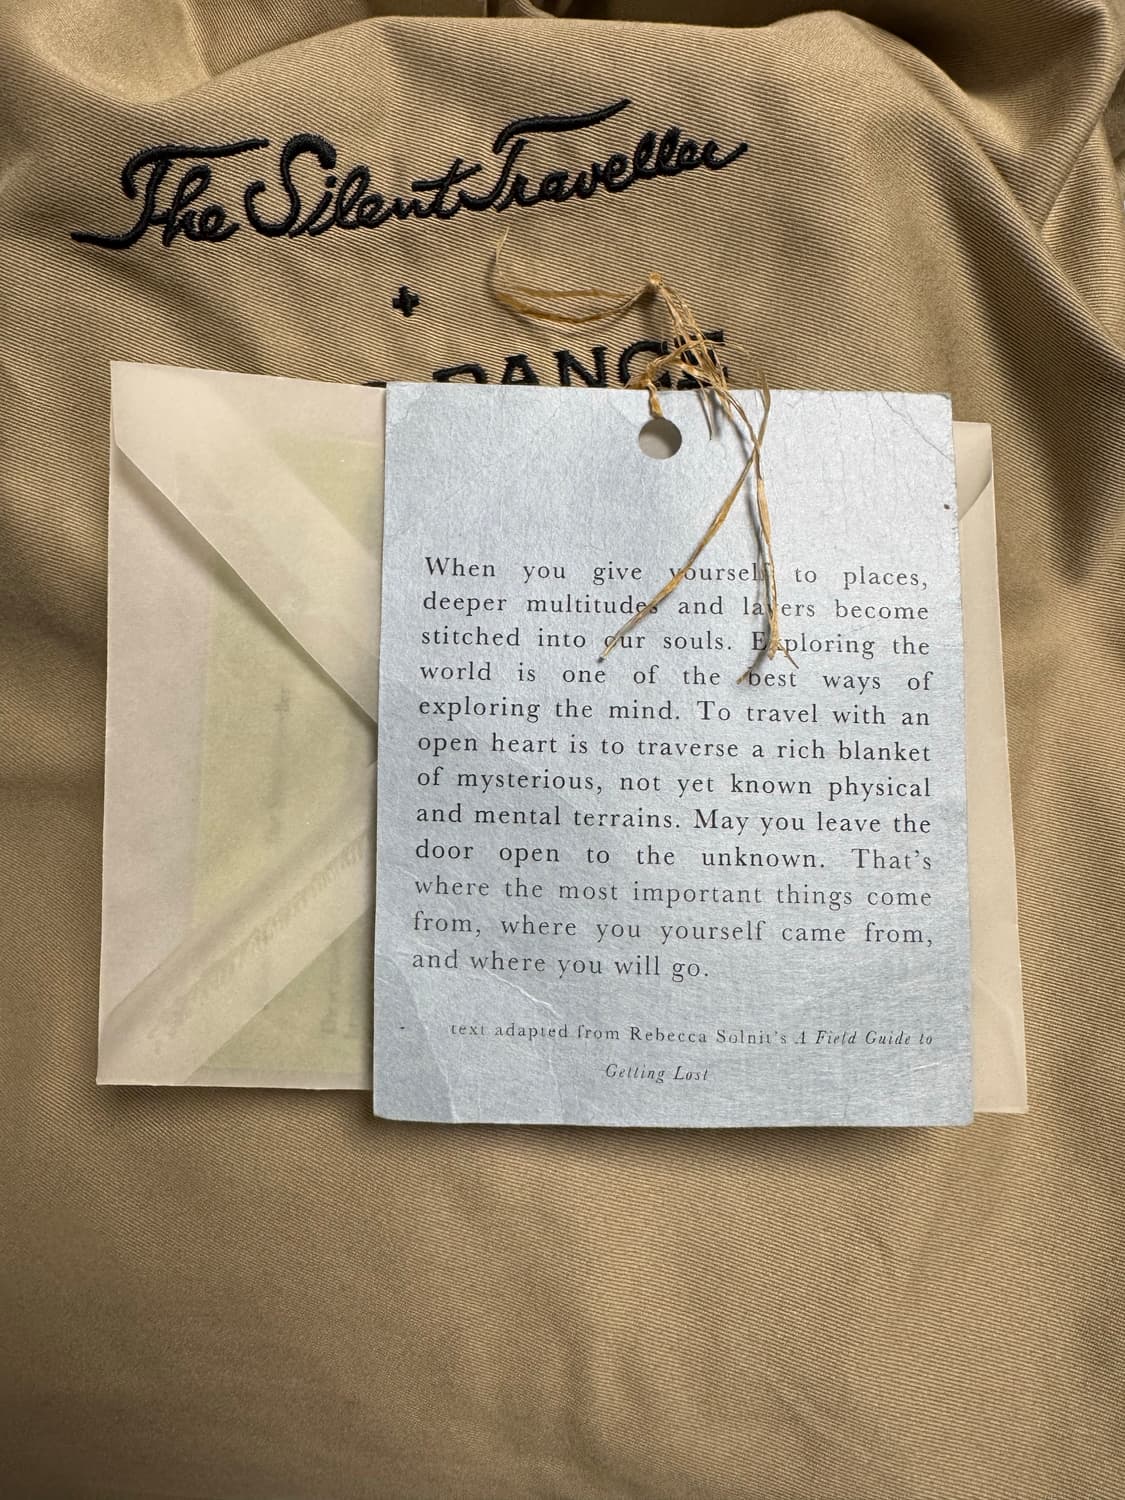 The Silent Traveller
+
RANGE
When you give yourself to places,
deeper multitudes and layers become
stitched into our souls. Exploring the
world is one of the best ways of
exploring the mind. To travel with an
open heart is to traverse a rich blanket
of mysterious, not yet known physical
and mental terrains. May you leave the
door open to the unknown. That's
where the most important things come
from, where you yourself came from,
and where you will go.
text adapted from Rebecca Solnit's A Field Guide to
Getting Lost